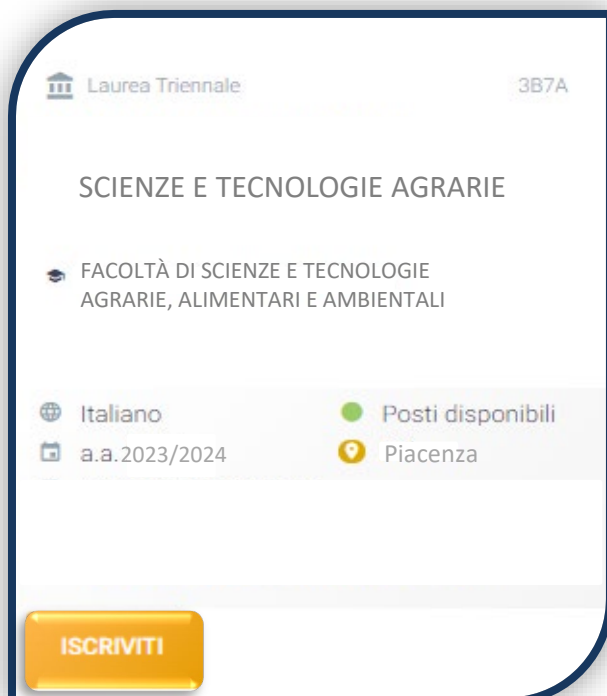 Laurea Triennale 3B7A
SCIENZE E TECNOLOGIE AGRARIE
FACOLTÀ DI SCIENZE E TECNOLOGIE
AGRARIE, ALIMENTARI E AMBIENTALI
Italiano Posti disponibili
a.a.2023/2024 Piacenza
ISCRIVITI